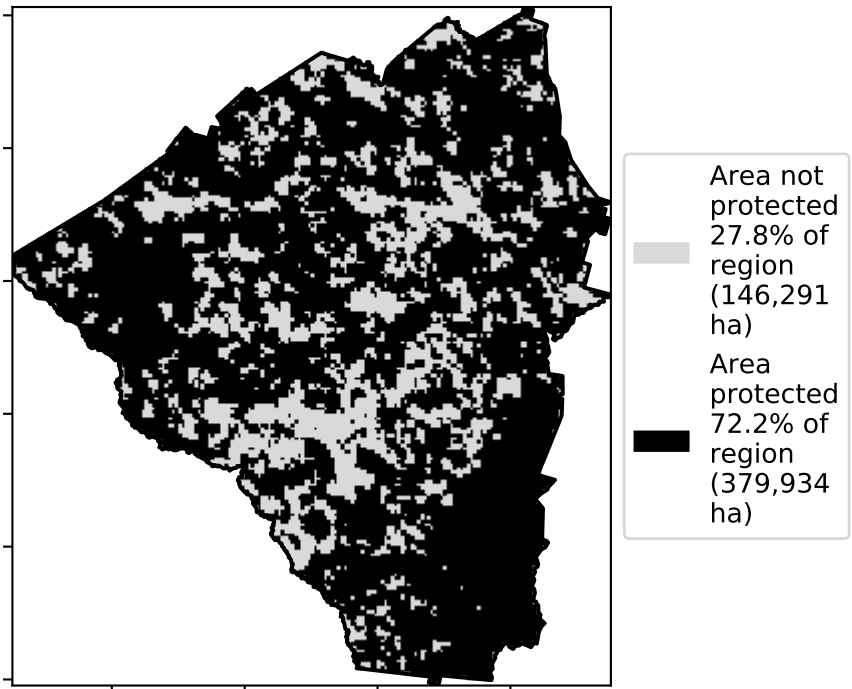 Area not
protected
27.8% of
region
(146,291
ha)
Area
protected
72.2% of
region
(379,934
ha)